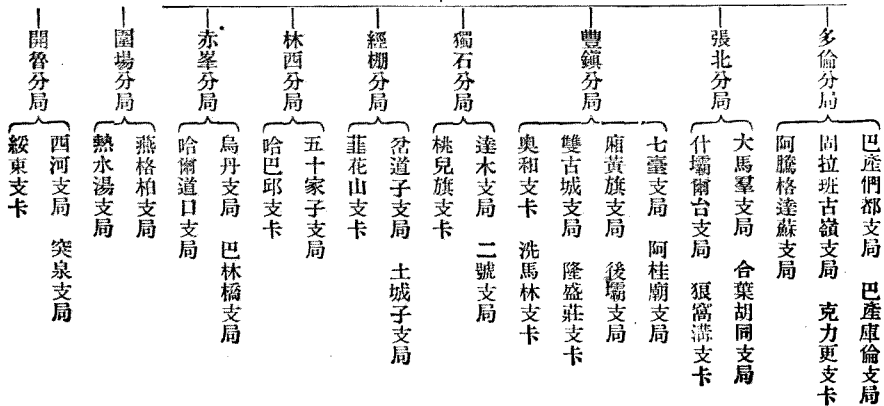 多倫分局
巴產們都支局　巴產庫倫支局
固拉班古嶺支局　克力更支卡
阿騰格達蘇支局
張北分局
大馬羣支局　合葉胡同支局
什壩爾台支局　狼窩溝支卡
豐鎮分局
七臺支局　阿桂廟支局
廂黃旗支局　後壩支局
雙古城支局　隆盛莊支卡
奥和支卡　洗馬林支卡
獨石分局
達木支局　二號支局
桃兒旗支卡
經棚分局
岔道子支局　土城子支局
韮花山支卡
林西分局
五十家子支局
哈巴邱支卡
赤峯分局
烏丹支局　巴林橋支局
哈爾道口支局
圍場分局
燕格柏支局
熱水湯支局
開魯分局
西河支局　突泉支局
綏東支卡